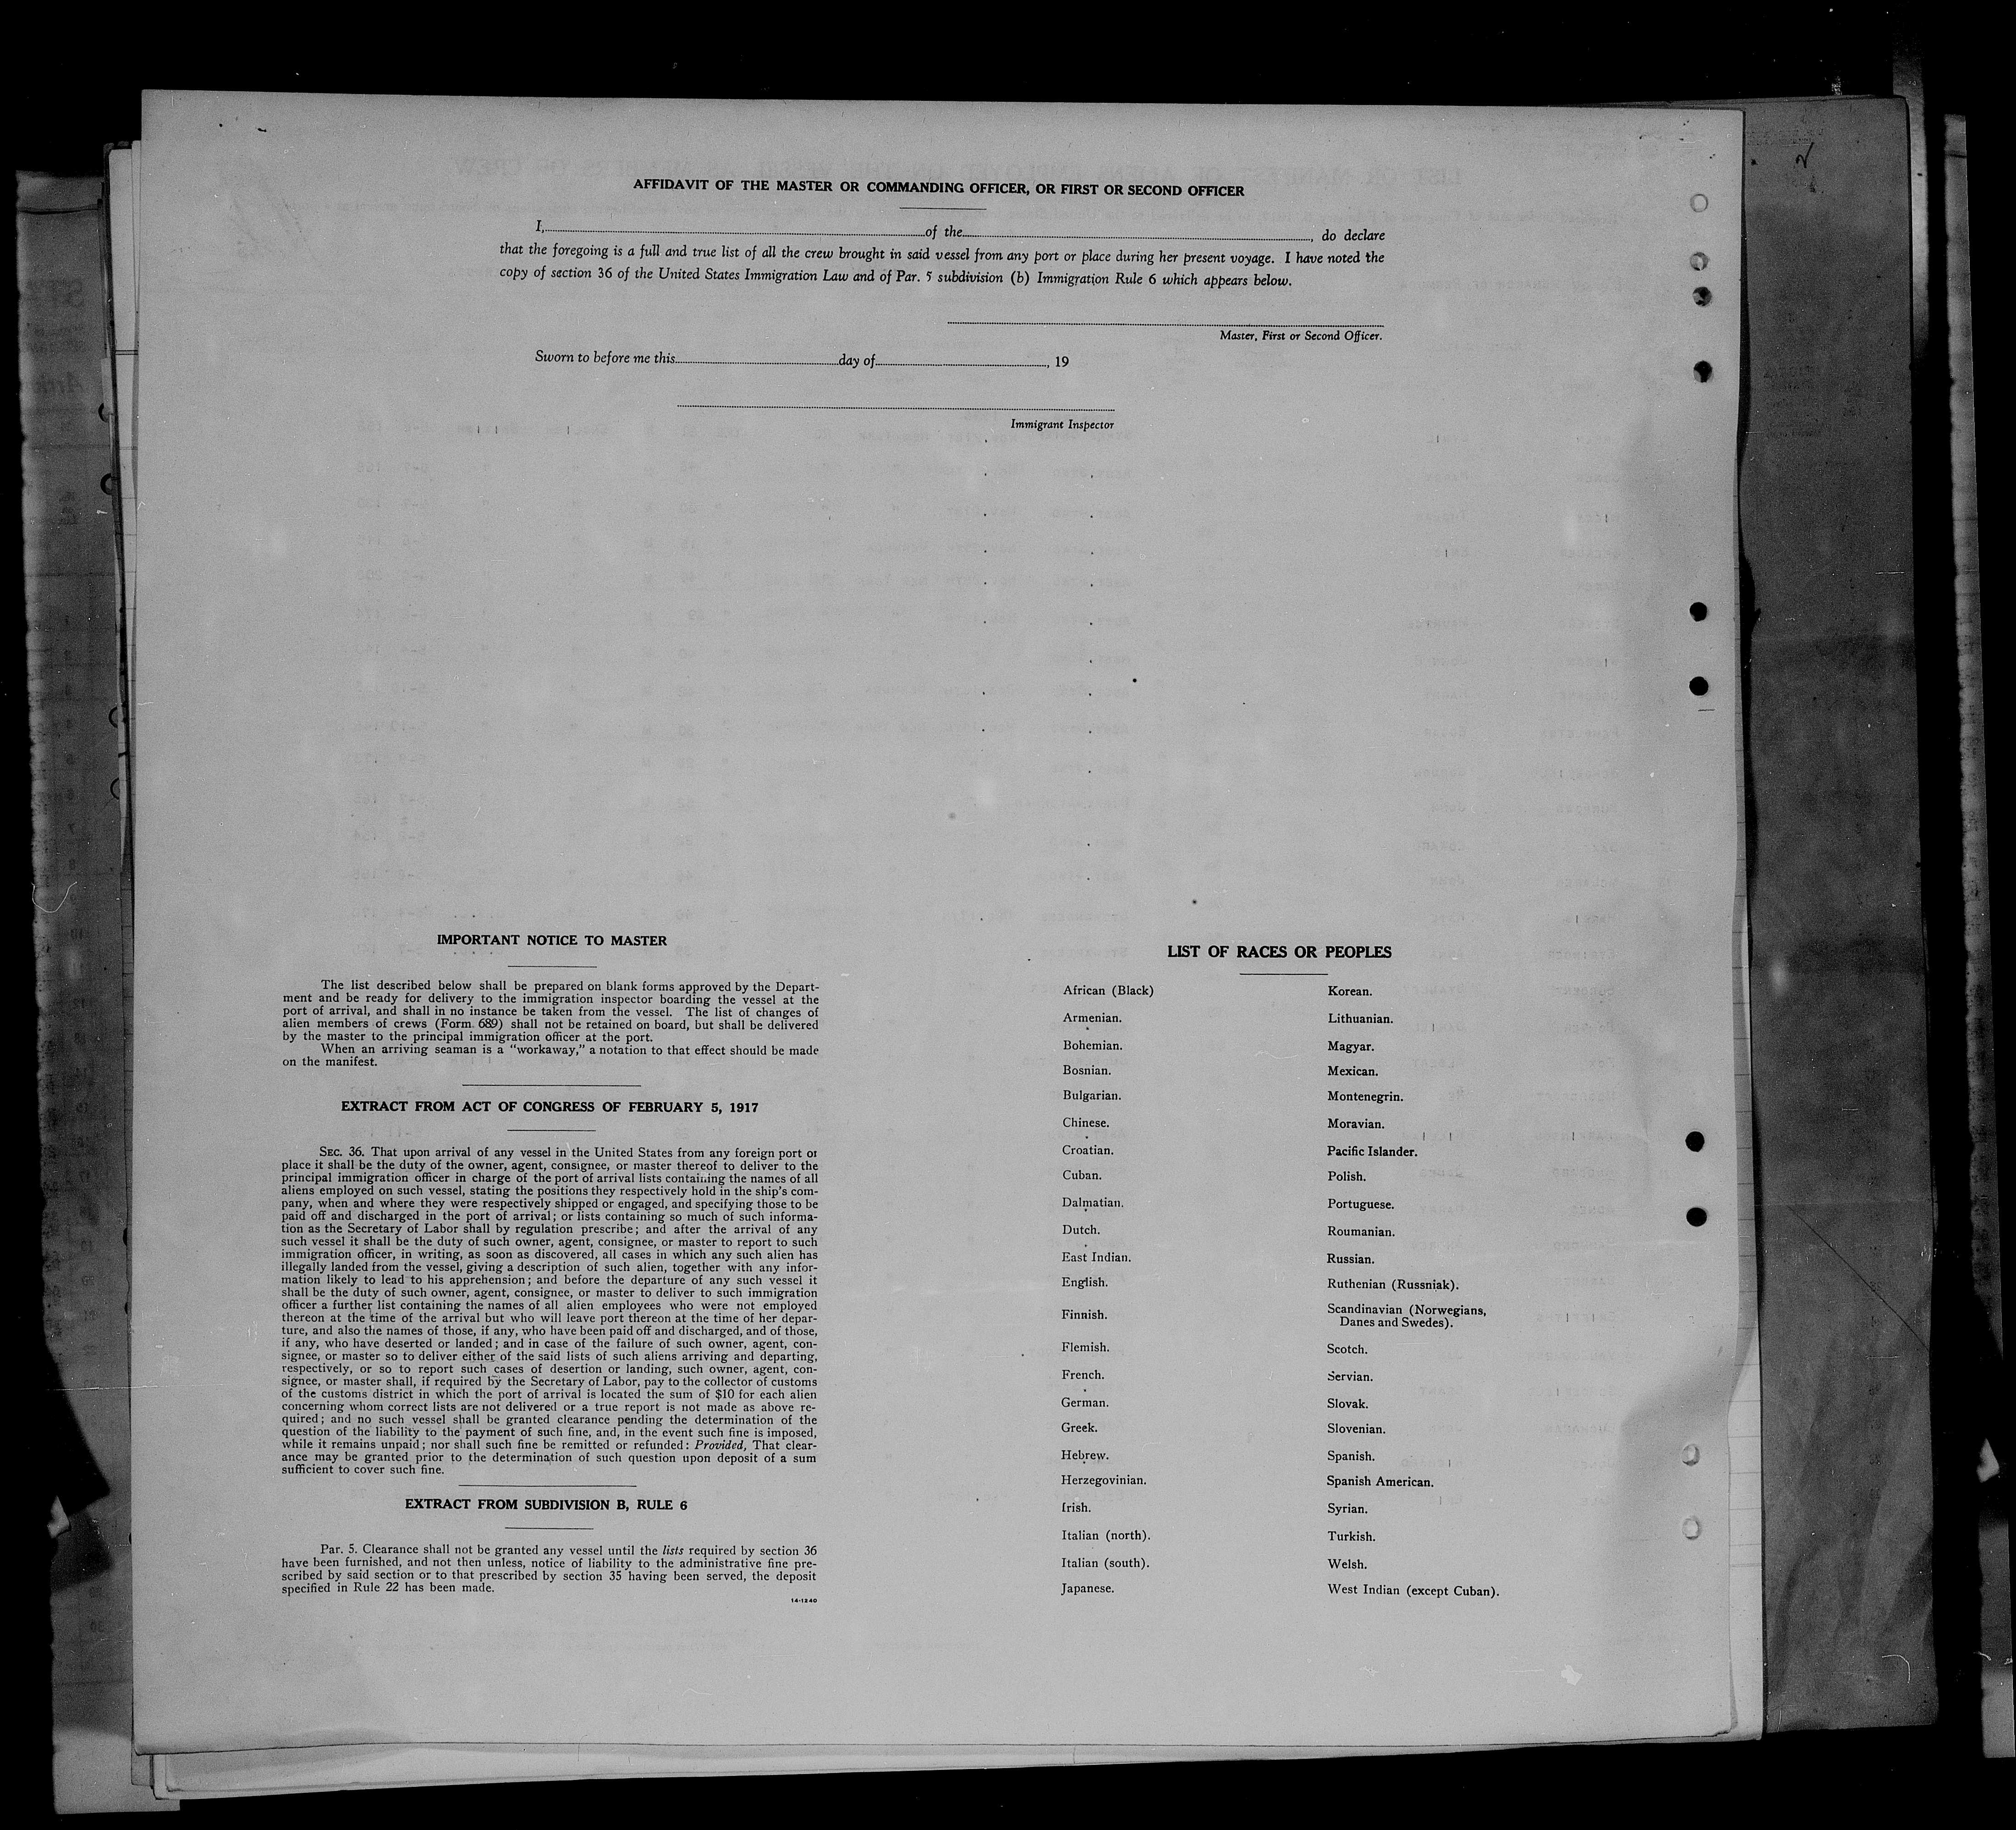 AFFIDAVIT OF THE MASTER OR COMMANDING OFFICER, OR FIRST OR SECOND OFFICER
I, of the , do declare
that the foregoing is a full and true list of all the crew brought in said vessel from any port or place during her present voyage. I have noted the
copy of section 36 of the United States Immigration Law and of Par. 5 subdivision (b) Immigration Rule 6 which appears below.
Master, First or Second Officer.
Sworn to before me this day of , 19
Immigrant Inspector
IMPORTANT NOTICE TO MASTER
The list described below shall be prepared on blank forms approved by the Depart-
ment and be ready for delivery to the immigration inspector boarding the vessel at the
port of arrival, and shall in no instance be taken from the vessel. The list of changes of
alien members of crews (Form 689) shall not be retained on board, but shall be delivered
by the master to the principal immigration officer at the port.
When an arriving seaman is a "workaway," a notation to that effect should be made
on the manifest.
EXTRACT FROM ACT OF CONGRESS OF FEBRUARY 5, 1917
SEC. 36. That upon arrival of any vessel in the United States from any foreign port or
place it shall be the duty of the owner, agent, consignee, or master thereof to deliver to the
principal immigration officer in charge of the port of arrival lists containing the names of all
aliens employed on such vessel, stating the positions they respectively hold in the ship's com-
pany, when and where they were respectively shipped or engaged, and specifying those to be
paid off and discharged in the port of arrival; or lists containing so much of such informa-
tion as the Secretary of Labor shall by regulation prescribe; and after the arrival of any
such vessel it shall be the duty of such owner, agent, consignee, or master to report to such
immigration officer, in writing, as soon as discovered, all cases in which any such alien has
illegally landed from the vessel, giving a description of such alien, together with any infor-
mation likely to lead to his apprehension; and before the departure of any such vessel it
shall be the duty of such owner, agent, consignee, or master to deliver to such immigration
officer a further list containing the names of all alien employees who were not employed
thereon at the time of the arrival but who will leave port thereon at the time of her depar-
ture, and also the names of those, if any, who have been paid off and discharged, and of those,
if any, who have deserted or landed; and in case of the failure of such owner, agent, con-
signee, or master so to deliver either of the said lists of such aliens arriving and departing,
respectively, or so to report such cases of desertion or landing, such owner, agent, con-
signee, or master shall, if required by the Secretary of Labor, pay to the collector of customs
of the customs district in which the port of arrival is located the sum of $10 for each alien
concerning whom correct lists are not delivered or a true report is not made as above re-
quired; and no such vessel shall be granted clearance pending the determination of the
question of the liability to the payment of such fine, and, in the event such fine is imposed,
while it remains unpaid; nor shall such fine be remitted or refunded: Provided, That clear-
ance may be granted prior to the determination of such question upon deposit of a sum
sufficient to cover such fine.
EXTRACT FROM SUBDIVISION B, RULE 6
Par. 5. Clearance shall not be granted any vessel until the lists required by section 36
have been furnished, and not then unless, notice of liability to the administrative fine pre-
scribed by said section or to that prescribed by section 35 having been served, the deposit
specified in Rule 22 has been made.
14-1240
LIST OF RACES OR PEOPLES
African (Black)
Armenian.
Bohemian.
Bosnian.
Bulgarian.
Chinese.
Croatian.
Cuban.
Dalmatian.
Dutch.
East Indian.
English.
Finnish.
Flemish.
French.
German.
Greek.
Hebrew.
Herzegovinian.
Irish.
Italian (north).
Italian (south).
Japanese.
Korean.
Lithuanian.
Magyar.
Mexican.
Montenegrin.
Moravian.
Pacific Islander.
Polish.
Portuguese.
Roumanian.
Russian.
Ruthenian (Russniak).
Scandinavian (Norwegians,
Danes and Swedes).
Scotch.
Servian.
Slovak.
Slovenian.
Spanish.
Spanish American.
Syrian.
Turkish.
Welsh.
West Indian (except Cuban).